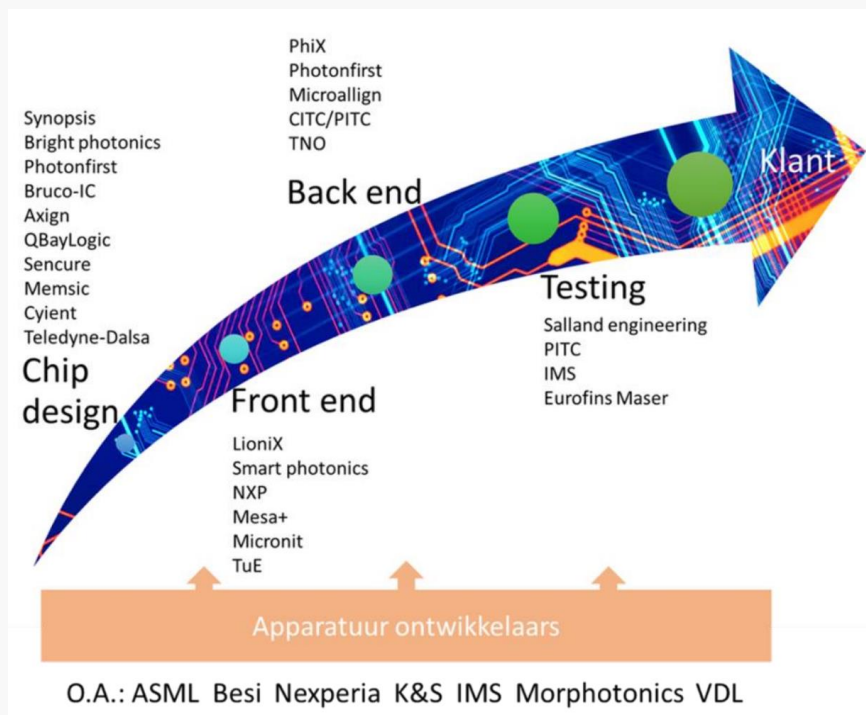 Synopsis
Bright photonics
Photonfirst
Bruco-IC
Axign
QBayLogic
Sencure
Memsic
Cyient
Teledyne-Dalsa
Chip
design
LioniX
Smart photonics
NXP
Mesa+
Micronit
TuE
Front end
PhiX
Photonfirst
Microallign
CITC/PITC
TNO
Back end
Testing
Salland engineering
PITC
IMS
Eurofins Maser
Klant
Apparatuur ontwikkelaars
O.A.: ASML Besi Nexperia K&S IMS Morphotonics VDL